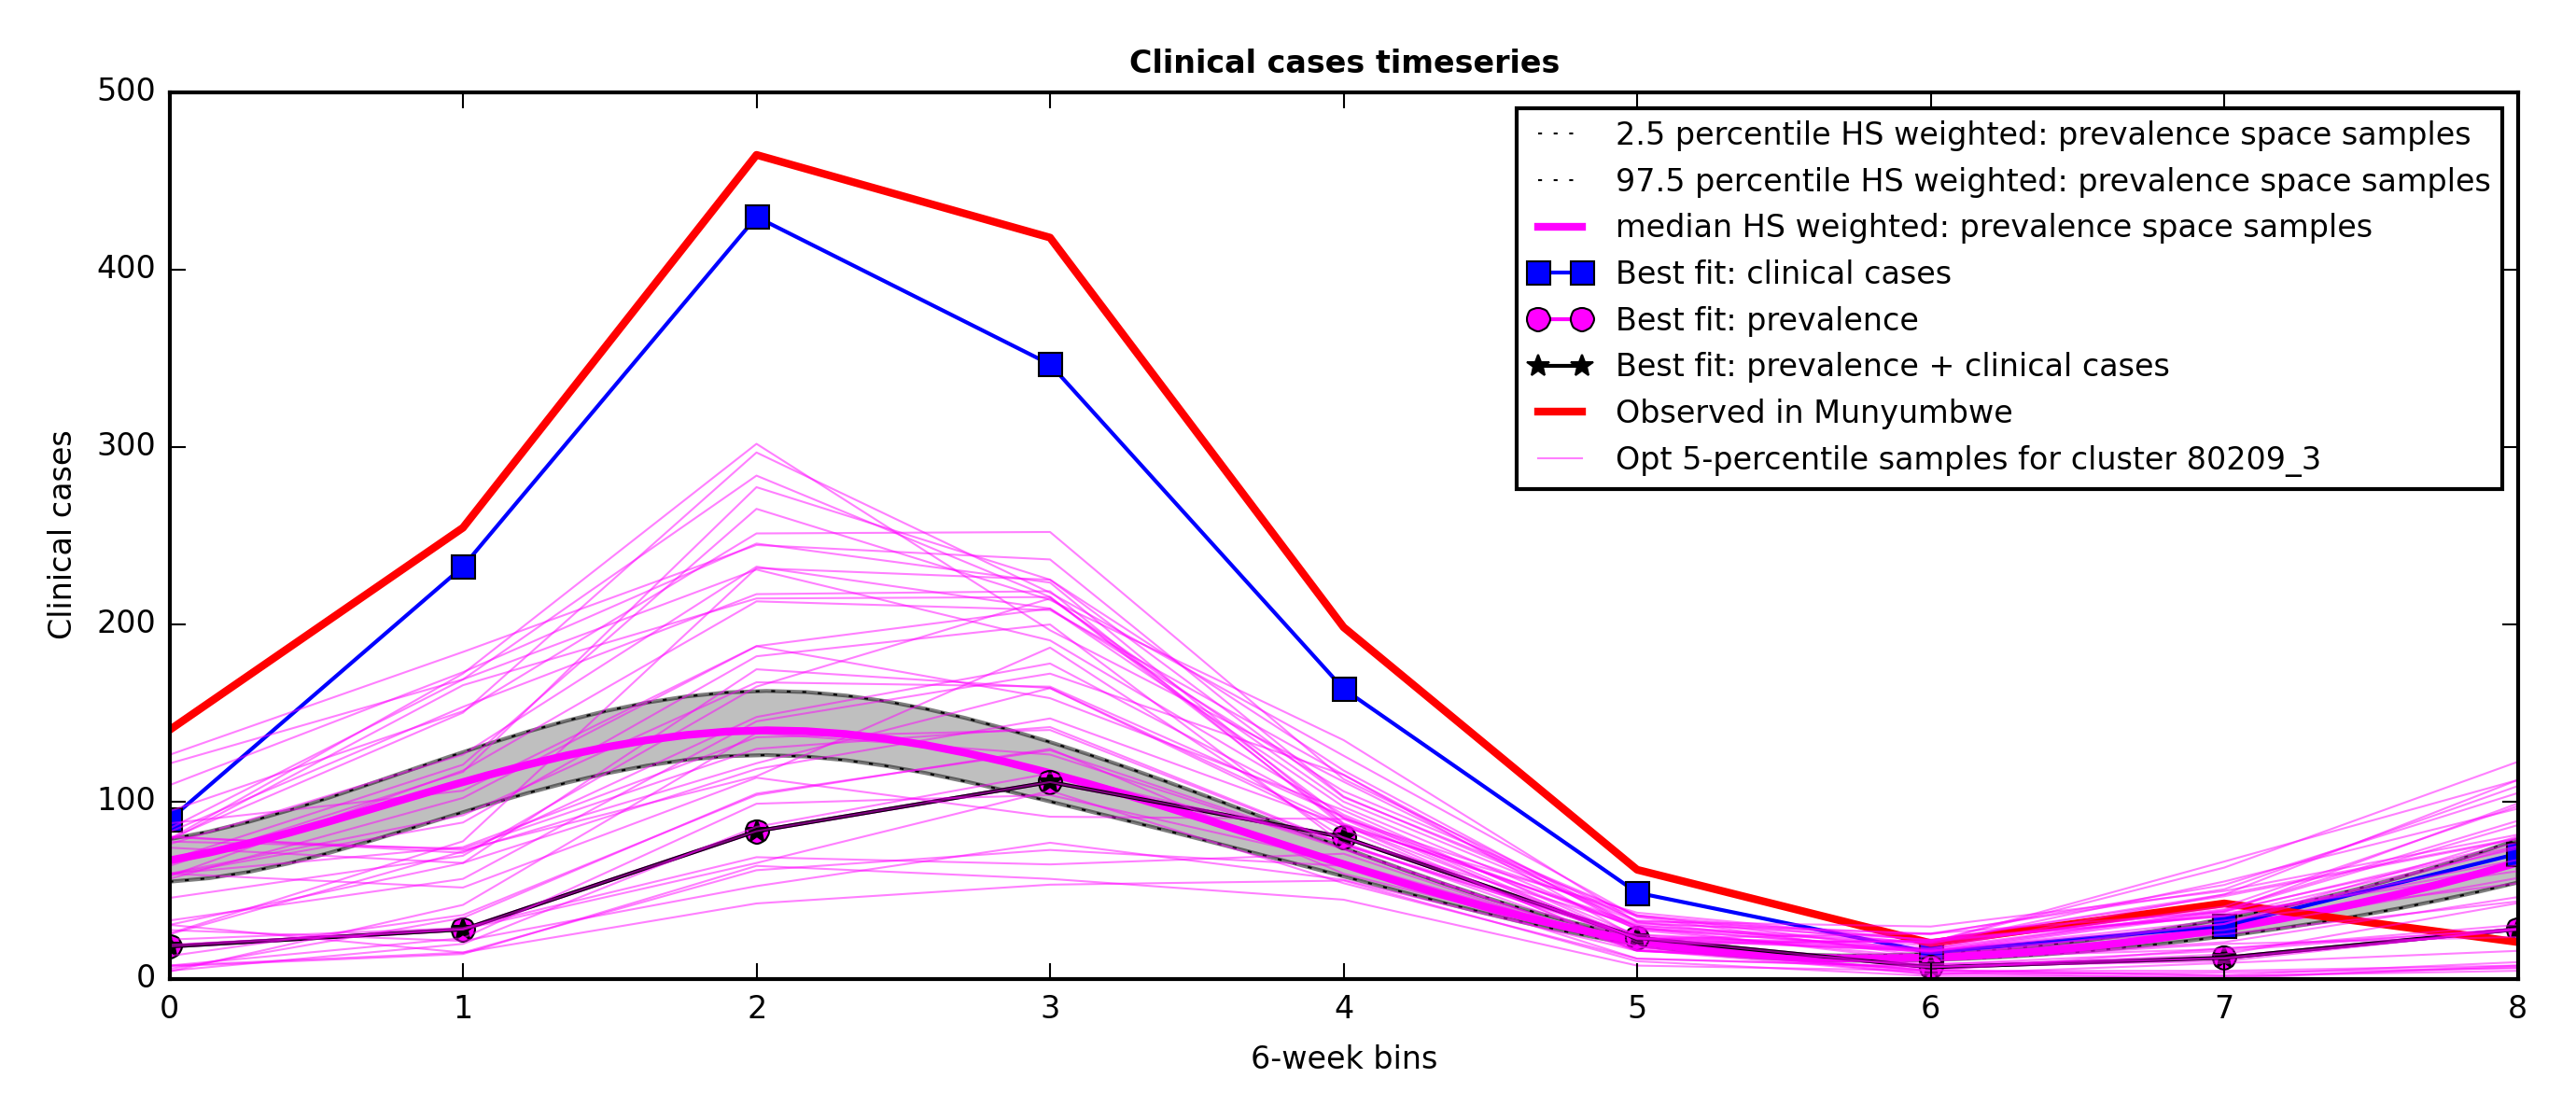 Clinical cases timeseries
500
400
300
200
100
0
Clinical cases
2.5 percentile HS weighted: prevalence space samples
97.5 percentile HS weighted: prevalence space samples
median HS weighted: prevalence space samples
Best fit: clinical cases
Best fit: prevalence
Best fit: prevalence + clinical cases
Observed in Munyumbwe
Opt 5-percentile samples for cluster 80209_3
0 1 2 3 4 5 6 7 8
6-week bins